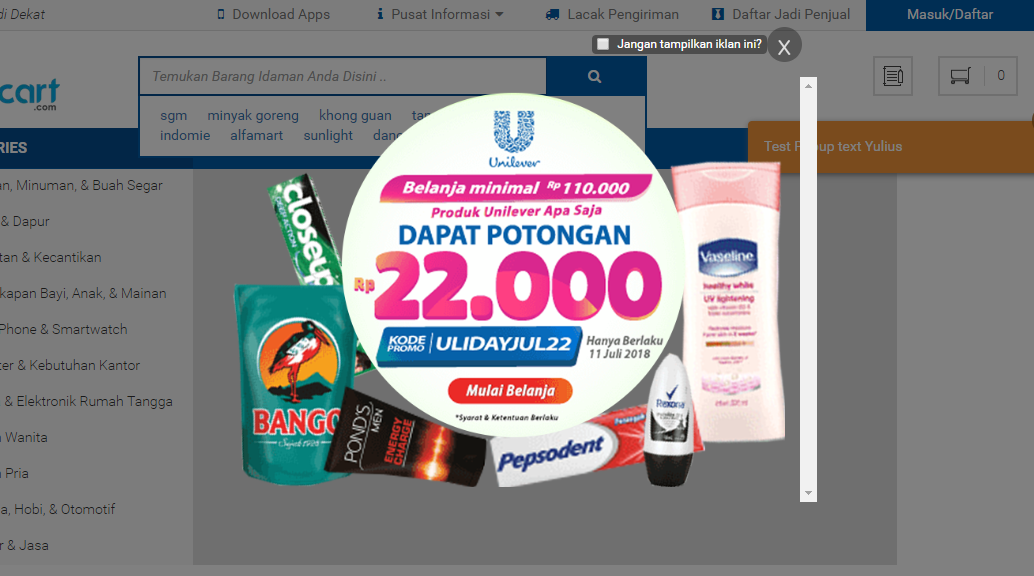 di Dekat
Download Apps
Pusat Informasi
Lacak Pengiriman
Daftar Jadi Penjual
Masuk/Daftar
Jangan tampilkan iklan ini?
X
cart
.com
Temukan Barang Idaman Anda Disini ..
0
sgm minyak goreng khong guan
indomie alfamart sunlight
RIES
Test Popup text Yulius
an, Minuman, & Buah Segar
& Dapur
tan & Kecantikan
kapan Bayi, Anak, & Mainan
Phone & Smartwatch
ter & Kebutuhan Kantor
& Elektronik Rumah Tangga
Wanita
Pria
a, Hobi, & Otomotif
r & Jasa
Unilever
Belanja minimal Rp 110.000
Produk Unilever Apa Saja
DAPAT POTONGAN
Rp 22.000
KODE PROMO ULIDAYJUL22
Hanya Berlaku
11 Juli 2018
Mulai Belanja
*Syarat & Ketentuan Berlaku
closeup
DEEP ACTION
BANGO
POND'S
MEN
ENERGY
CHARGE
Pepsodent
Rexona
Vaseline
healthy white
UV lightening